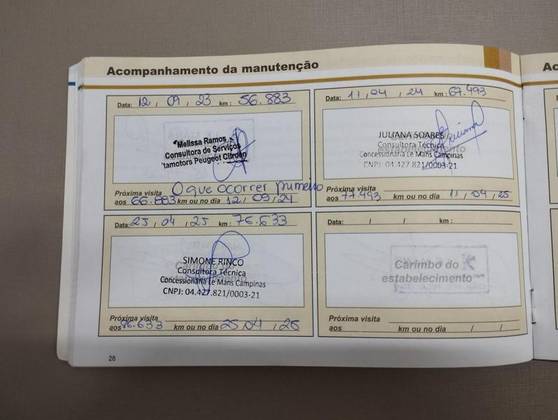 Acompanhamento da manutenção
Ac
Data: 12, 09, 23 km: 56.883
Melissa Ramos
Consultora de Serviços
Itamotors Peugeot Citroën
O que ocorrer primeiro
Próxima visita
aos 66.883 km ou no dia 12, 09, 24
Data: 11, 04, 24 km: 67.493
JULIANA SOARES
Consultora Técnica
Concessionária Le Mans Campinas
CNPJ: 04.427.821/0003-21
Próxima visita
aos 77.493 km ou no dia 11, 04, 25
Data: 25, 04, 25 km: 76.633
SIMONE RINCO
Consultora Técnica
Concessionária Le Mans Campinas
CNPJ: 04.427.821/0003-21
Próxima visita
aos 86.633 km ou no dia 25, 04, 26
Data: / / km:
Carimbo do
estabelecimento
Próxima visita
aos km ou no dia / /
28